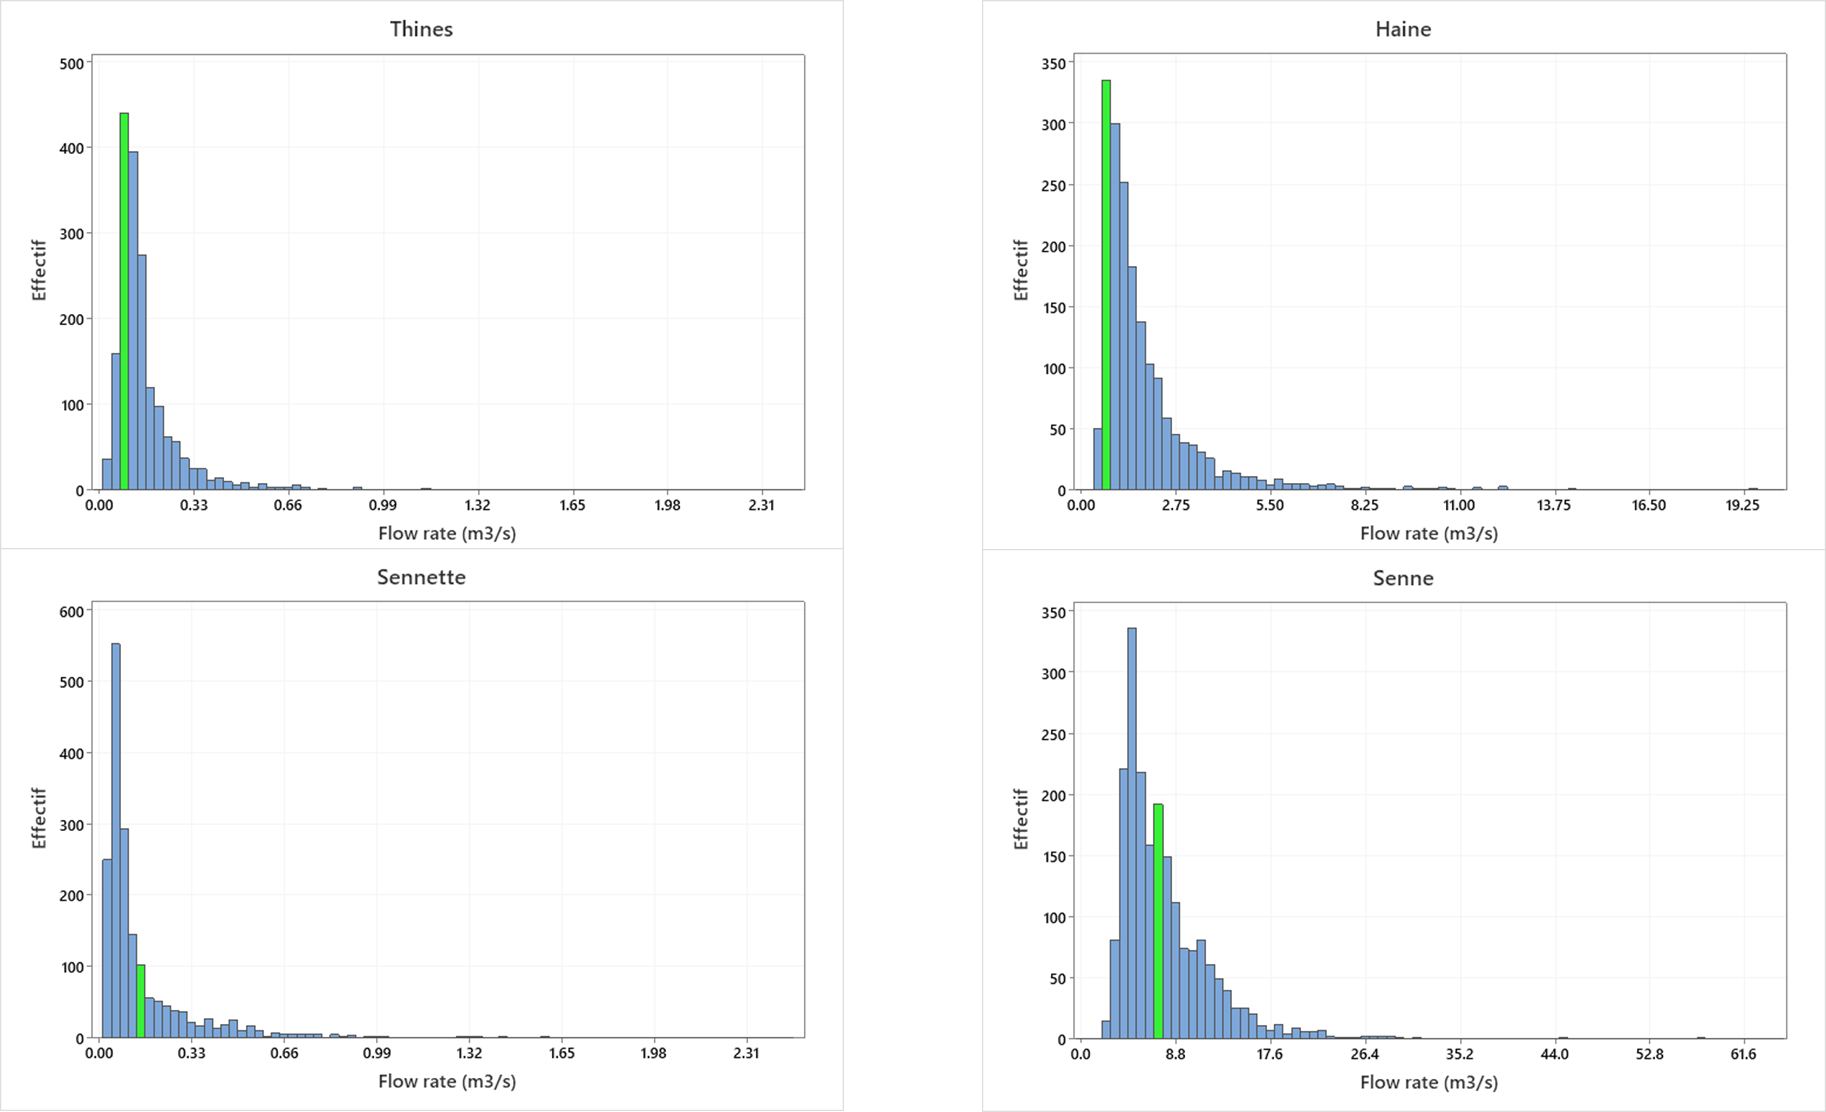 Thines
500
400
300
200
100
0
Effectif
0.00 0.33 0.66 0.99 1.32 1.65 1.98 2.31
Flow rate (m3/s)
Haine
350
300
250
200
150
100
50
0
Effectif
0.00 2.75 5.50 8.25 11.00 13.75 16.50 19.25
Flow rate (m3/s)
Sennette
600
500
400
300
200
100
0
Effectif
0.00 0.33 0.66 0.99 1.32 1.65 1.98 2.31
Flow rate (m3/s)
Senne
350
300
250
200
150
100
50
0
Effectif
0.0 8.8 17.6 26.4 35.2 44.0 52.8 61.6
Flow rate (m3/s)